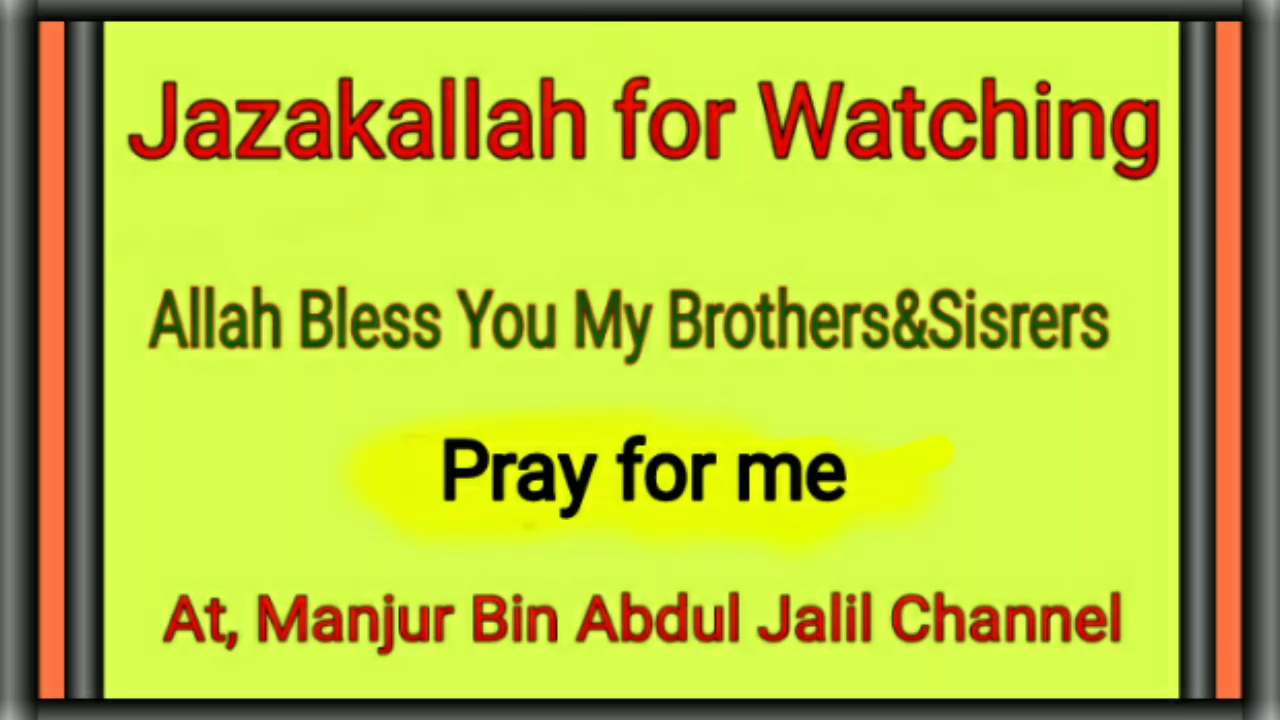 Jazakallah for Watching
Allah Bless You My Brothers&Sisrers
Pray for me
At, Manjur Bin Abdul Jalil Channel